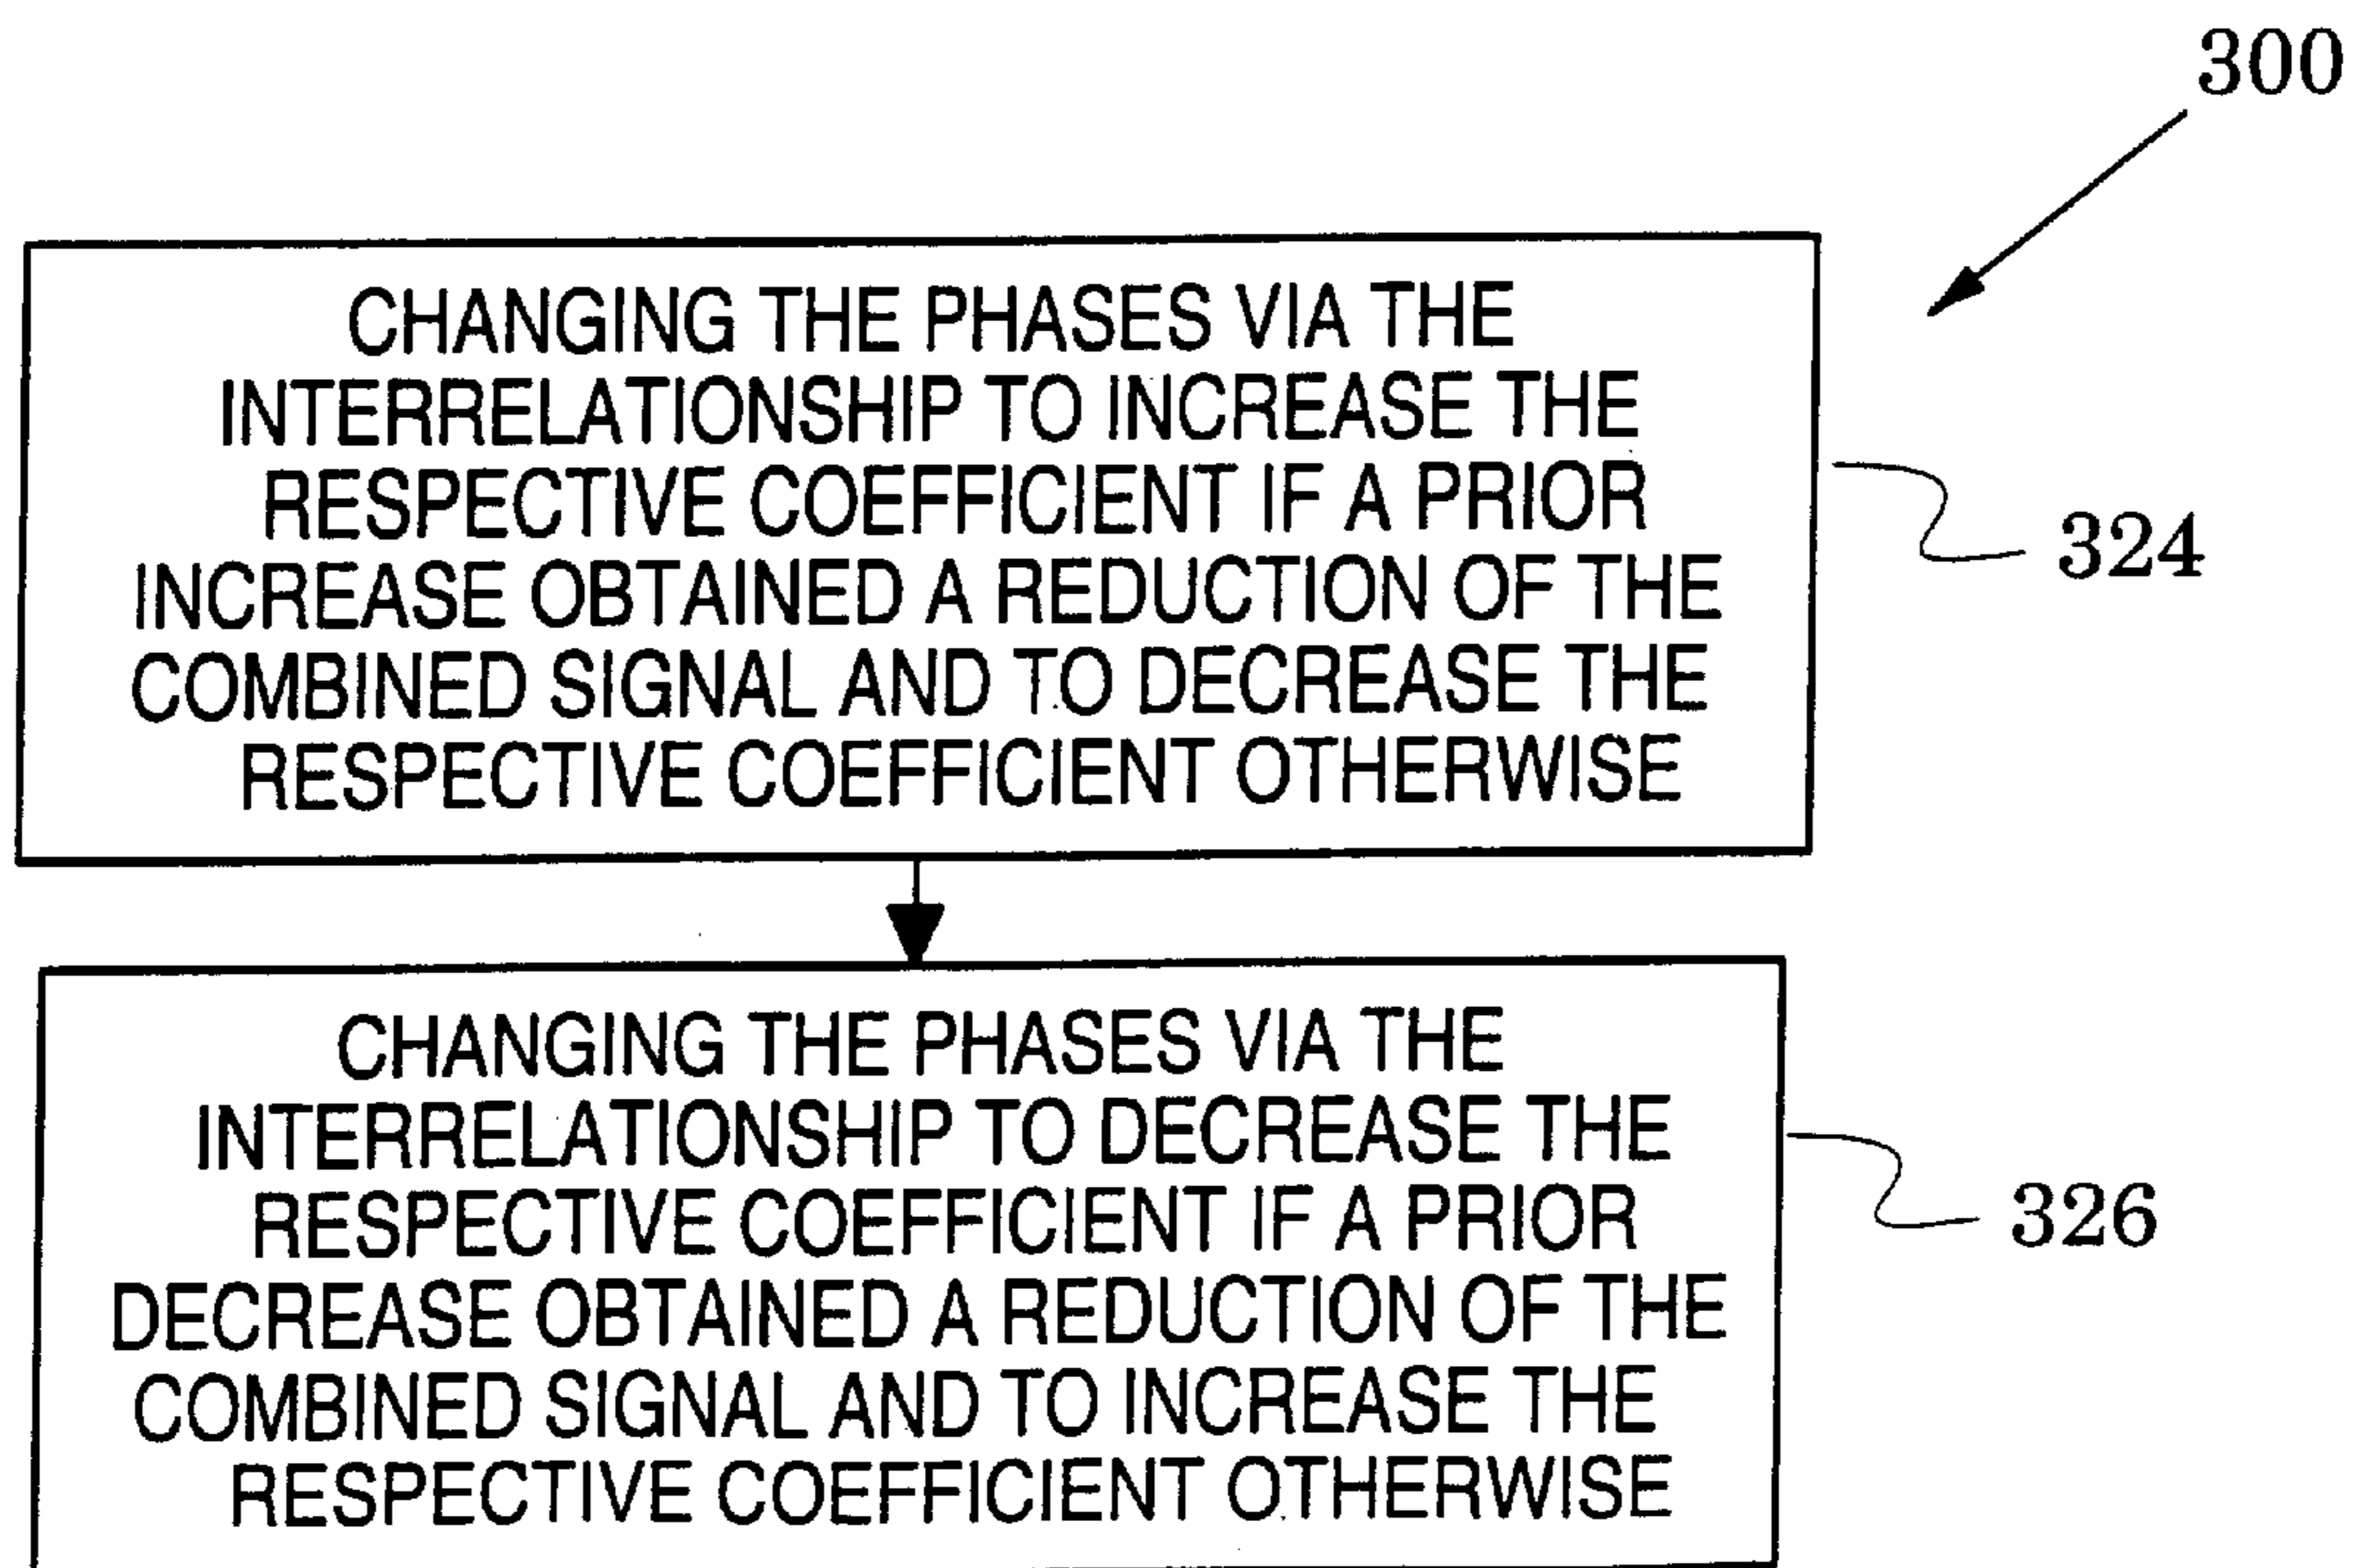 300
CHANGING THE PHASES VIA THE
INTERRELATIONSHIP TO INCREASE THE
RESPECTIVE COEFFICIENT IF A PRIOR
INCREASE OBTAINED A REDUCTION OF THE
COMBINED SIGNAL AND TO DECREASE THE
RESPECTIVE COEFFICIENT OTHERWISE
324
CHANGING THE PHASES VIA THE
INTERRELATIONSHIP TO DECREASE THE
RESPECTIVE COEFFICIENT IF A PRIOR
DECREASE OBTAINED A REDUCTION OF THE
COMBINED SIGNAL AND TO INCREASE THE
RESPECTIVE COEFFICIENT OTHERWISE
326